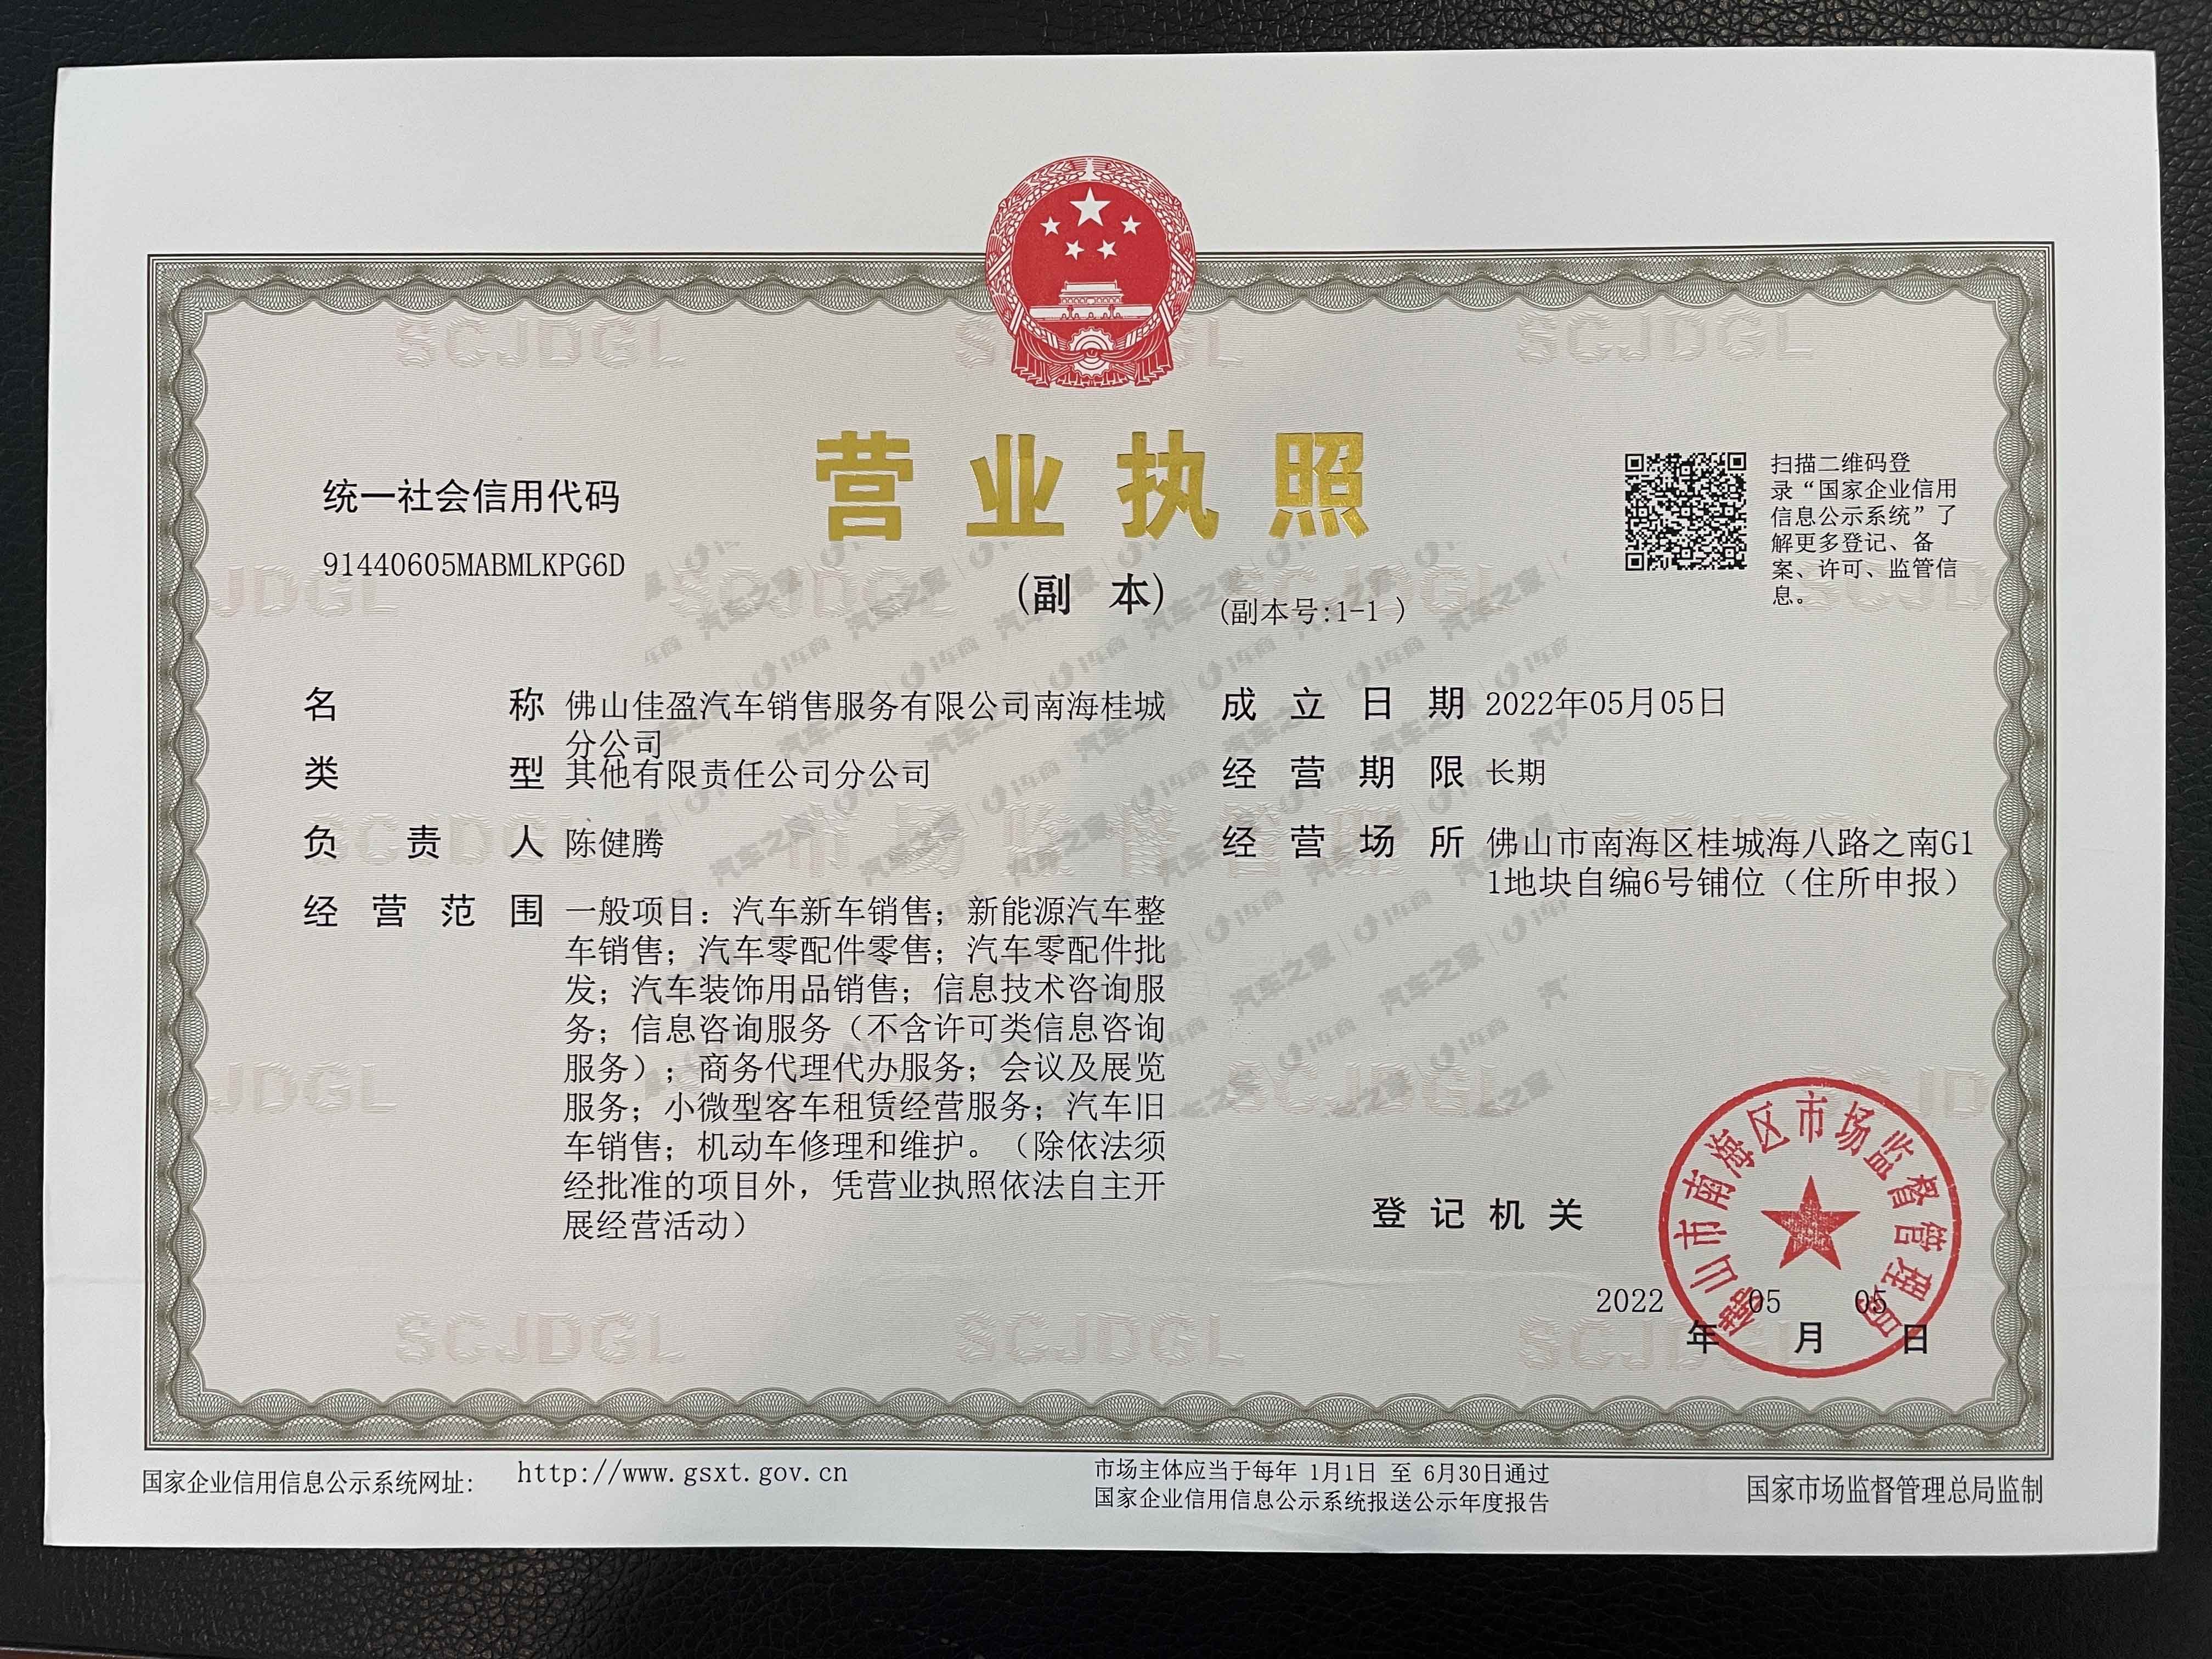 营业执照
(副 本)
(副本号:1-1 )
统一社会信用代码
91440605MABMLKPG6D
扫描二维码登
录“国家企业信用
信息公示系统”了
解更多登记、备
案、许可、监管信
息。
名 称 佛山佳盈汽车销售服务有限公司南海桂城
分公司
类 型 其他有限责任公司分公司
负 责 人 陈健腾
经 营 范 围 一般项目：汽车新车销售；新能源汽车整
车销售；汽车零配件零售；汽车零配件批
发；汽车装饰用品销售；信息技术咨询服
务；信息咨询服务（不含许可类信息咨询
服务）；商务代理代办服务；会议及展览
服务；小微型客车租赁经营服务；汽车旧
车销售；机动车修理和维护。（除依法须
经批准的项目外，凭营业执照依法自主开
展经营活动）
成 立 日 期 2022年05月05日
经 营 期 限 长期
经 营 场 所 佛山市南海区桂城海八路之南G1
1地块自编6号铺位（住所申报）
登 记 机 关
佛山市南海区市场监督管理局
2022 05 05
年 月 日
国家企业信用信息公示系统网址：
http://www.gsxt.gov.cn
市场主体应当于每年 1月1日 至 6月30日通过
国家企业信用信息公示系统报送公示年度报告
国家市场监督管理总局监制
SCJDGL
汽车之家